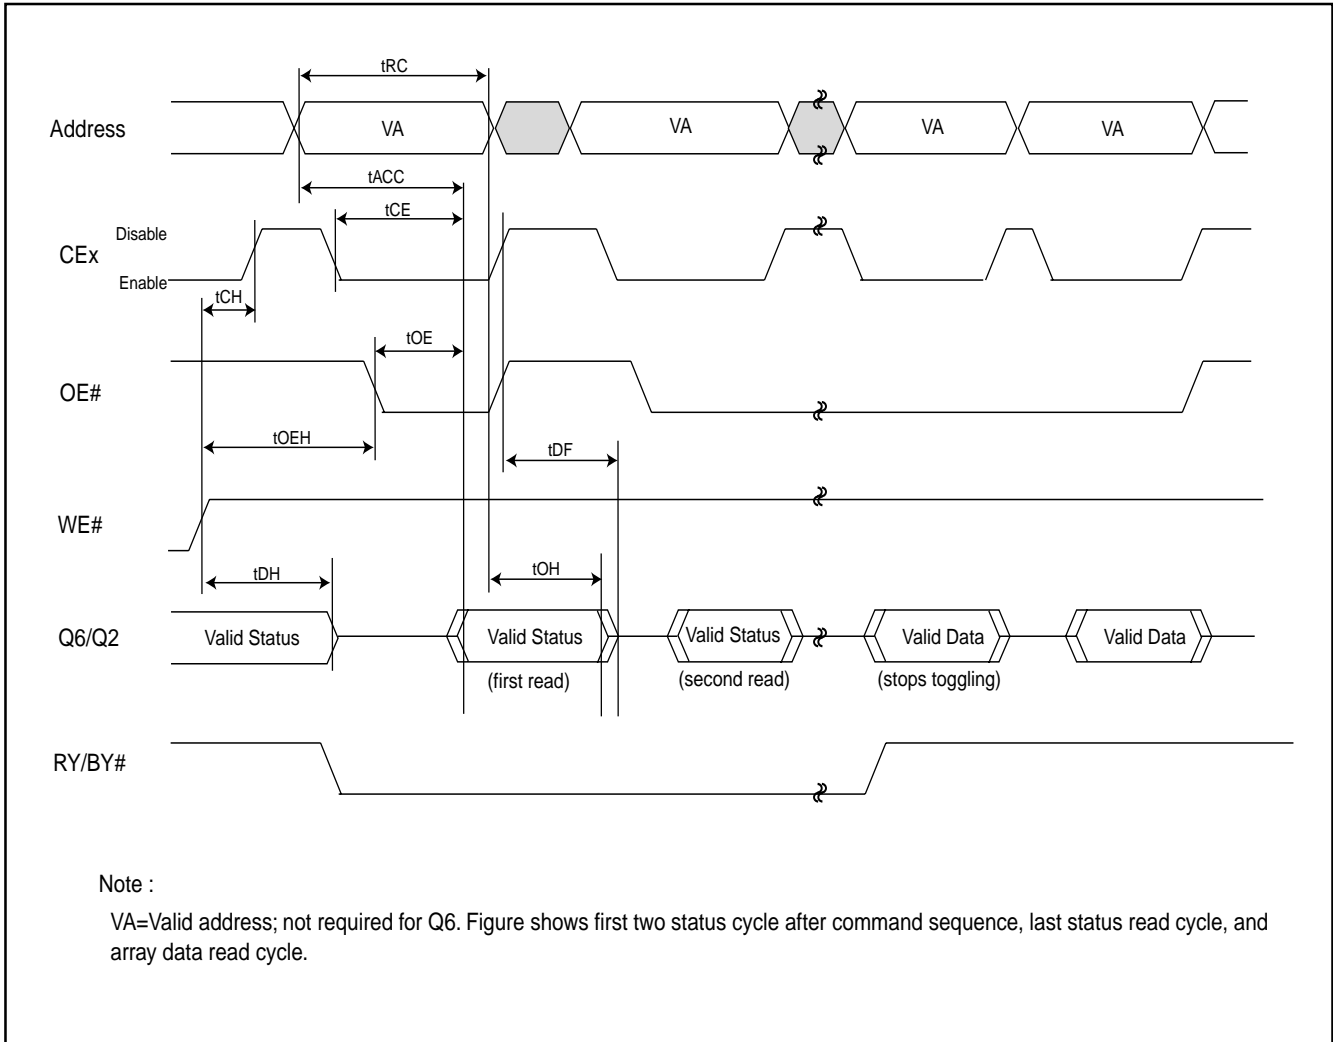 tRC
Address
VA
VA
VA
VA
tACC
tCE
CEx
Disable
Enable
tCH
tOE
OE#
tOEH
tDF
WE#
tDH
tOH
Q6/Q2
Valid Status
Valid Status
Valid Status
Valid Data
Valid Data
(first read)
(second read)
(stops toggling)
RY/BY#
Note :
VA=Valid address; not required for Q6. Figure shows first two status cycle after command sequence, last status read cycle, and
array data read cycle.